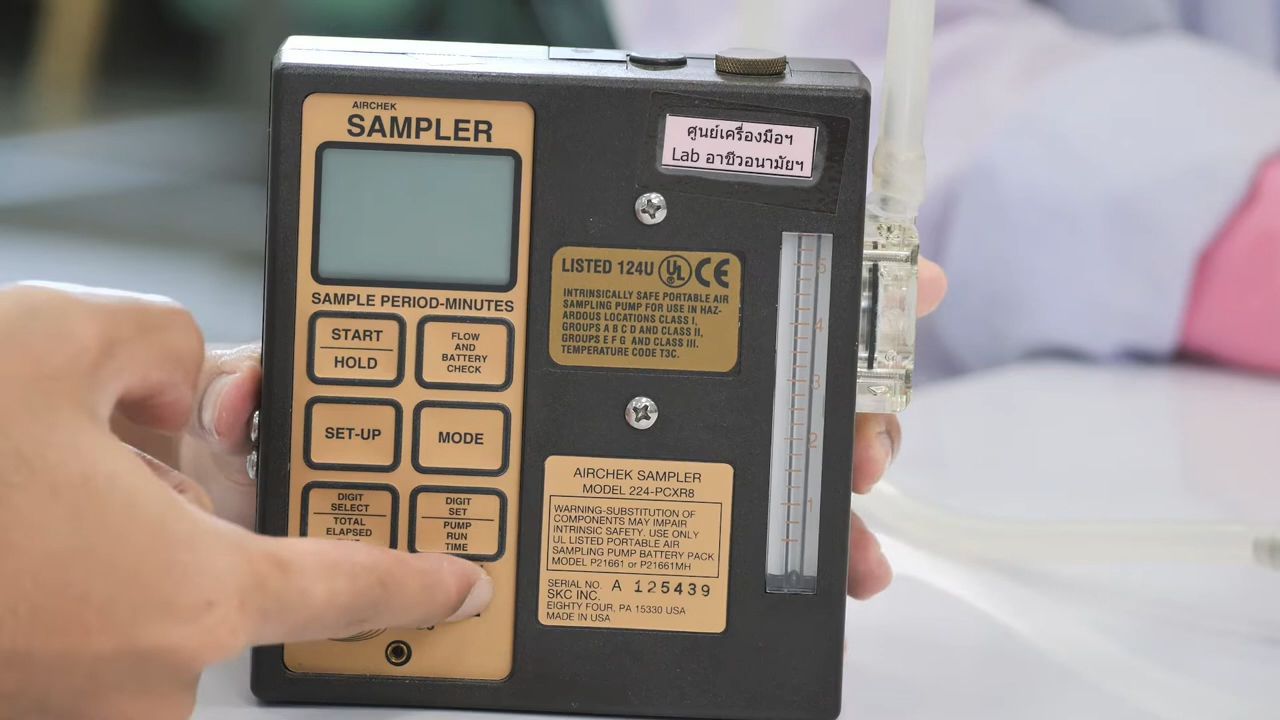 AIRCHEK
SAMPLER
SAMPLE PERIOD-MINUTES
START
HOLD
FLOW
AND
BATTERY
CHECK
SET-UP
MODE
DIGIT
SELECT
TOTAL
ELAPSED
DIGIT
SET
PUMP
RUN
TIME
ศูนย์เครื่องมือฯ
Lab อาชีวอนามัยฯ
LISTED 124U UL CE
INTRINSICALLY SAFE PORTABLE AIR
SAMPLING PUMP FOR USE IN HAZ-
ARDOUS LOCATIONS CLASS I,
GROUPS A B C D AND CLASS II,
GROUPS E F G AND CLASS III.
TEMPERATURE CODE T3C.
AIRCHEK SAMPLER
MODEL 224-PCXR8
WARNING-SUBSTITUTION OF
COMPONENTS MAY IMPAIR
INTRINSIC SAFETY. USE ONLY
UL LISTED PORTABLE AIR
SAMPLING PUMP BATTERY PACK
MODEL P21661 or P21661MH
SERIAL NO. A 125439
SKC INC.
EIGHTY FOUR, PA 15330 USA
MADE IN USA
5
4
3
2
1